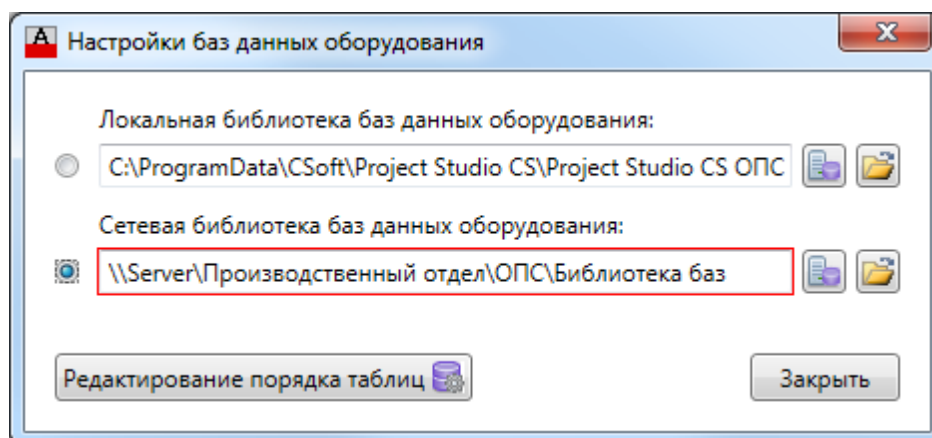 Настройки баз данных оборудования
Локальная библиотека баз данных оборудования:
C:\ProgramData\CSoft\Project Studio CS\Project Studio CS ОПС
Сетевая библиотека баз данных оборудования:
\\Server\Производственный отдел\ОПС\Библиотека баз
Редактирование порядка таблиц Закрыть